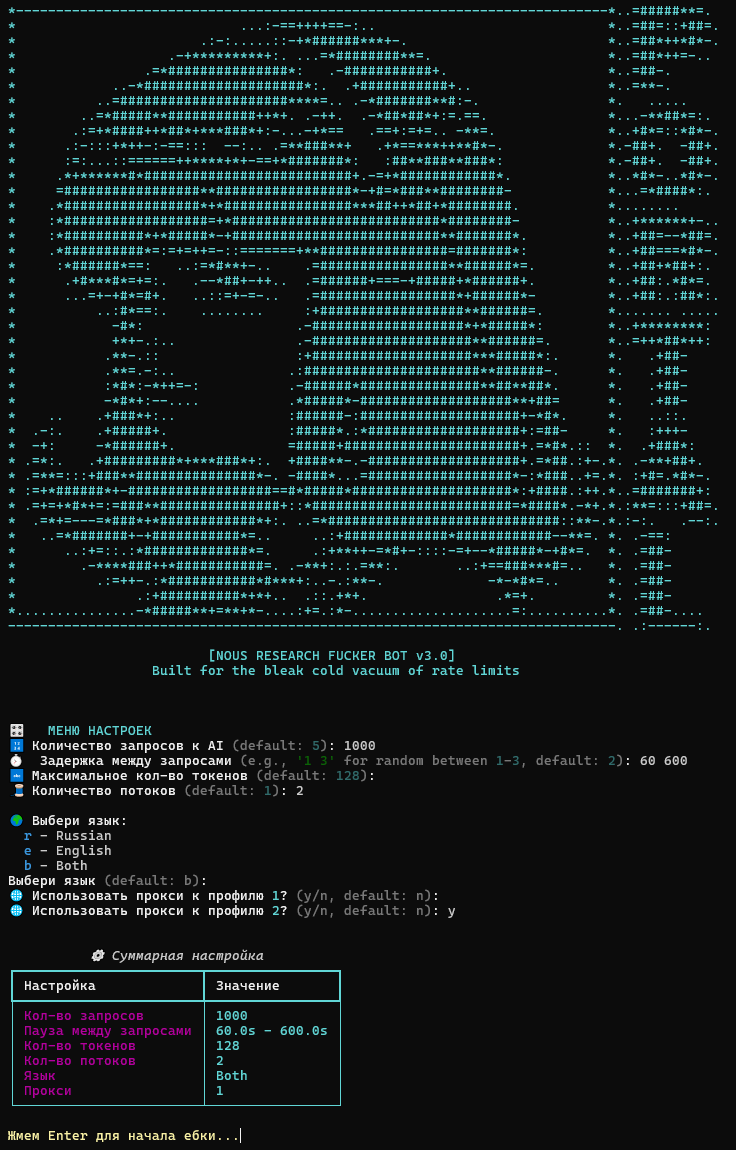 [NOUS RESEARCH FUCKER BOT v3.0]
Built for the bleak cold vacuum of rate limits
МЕНЮ НАСТРОЕК
Количество запросов к AI (default: 5): 1000
Задержка между запросами (e.g., '1 3' for random between 1-3, default: 2): 60 600
Максимальное кол-во токенов (default: 128):
Количество потоков (default: 1): 2
Выбери язык:
r - Russian
e - English
b - Both
Выбери язык (default: b):
Использовать прокси к профилю 1? (y/n, default: n):
Использовать прокси к профилю 2? (y/n, default: n): y
Суммарная настройка
Настройка Значение
Кол-во запросов 1000
Пауза между запросами 60.0s - 600.0s
Кол-во токенов 128
Кол-во потоков 2
Язык Both
Прокси 1
Жмем Enter для начала ебки...